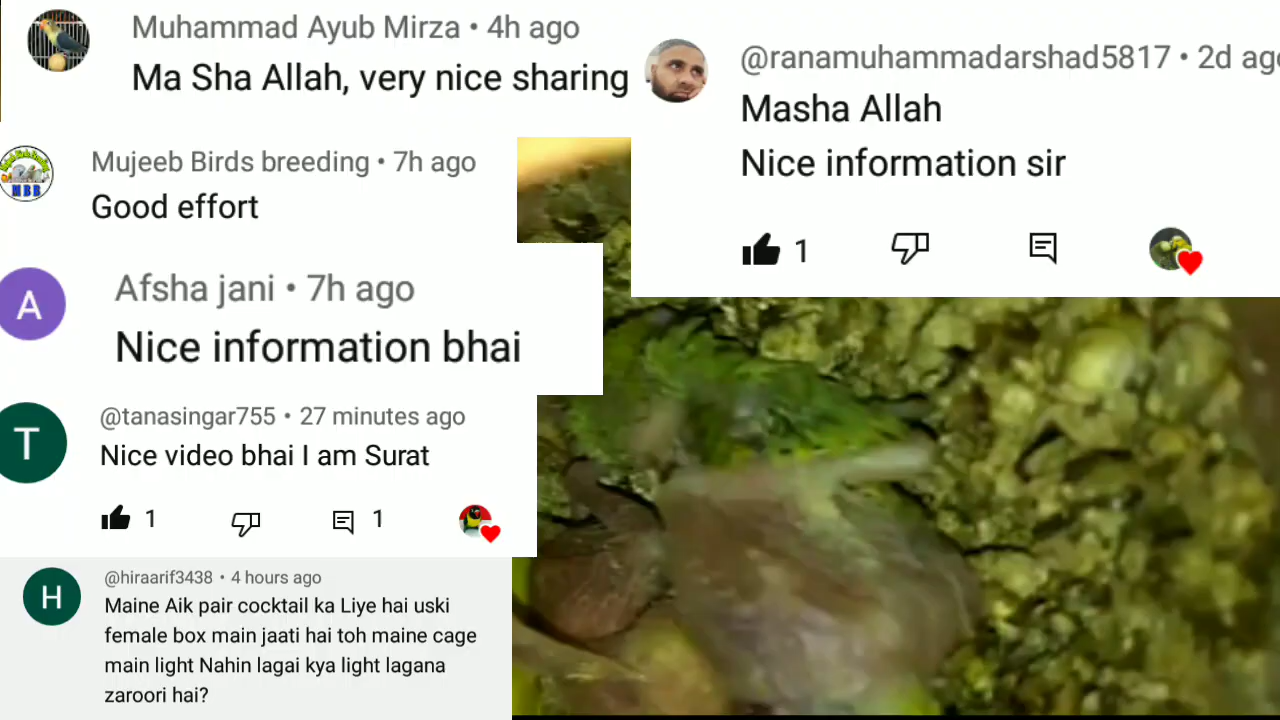 Muhammad Ayub Mirza • 4h ago
Ma Sha Allah, very nice sharing
Mujeeb Birds breeding • 7h ago
Good effort
A
Afsha jani • 7h ago
Nice information bhai
T
@tanasingar755 • 27 minutes ago
Nice video bhai I am Surat
1
1
H
@hiraarif3438 • 4 hours ago
Maine Aik pair cocktail ka Liye hai uski
female box main jaati hai toh maine cage
main light Nahin lagai kya light lagana
zaroori hai?
@ranamuhammadarshad5817 • 2d ago
Masha Allah
Nice information sir
1
MBB